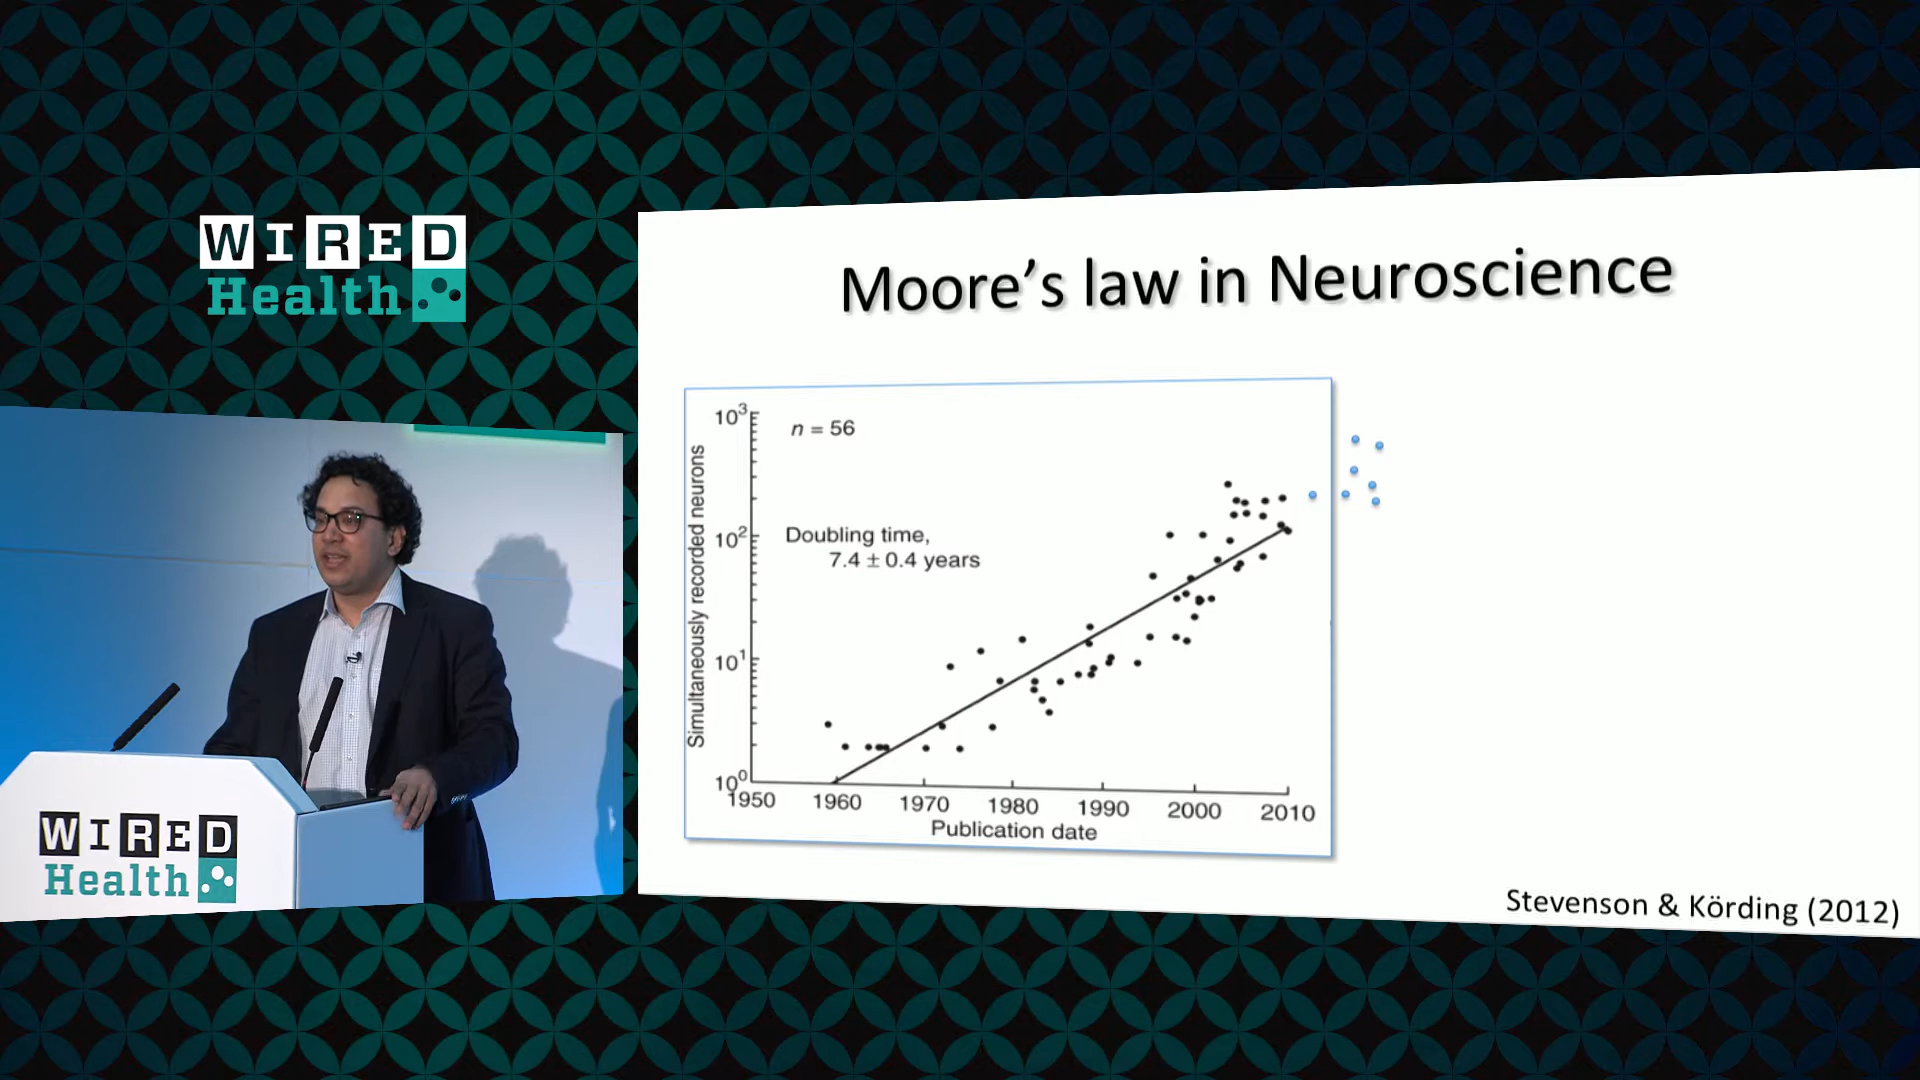 WIRED
Health
Moore's law in Neuroscience
10³
n = 56
10²
Doubling time,
7.4 ± 0.4 years
10¹
10⁰
Simultaneously recorded neurons
1950 1960 1970 1980 1990 2000 2010
Publication date
Stevenson & Körding (2012)
WIRED
Health